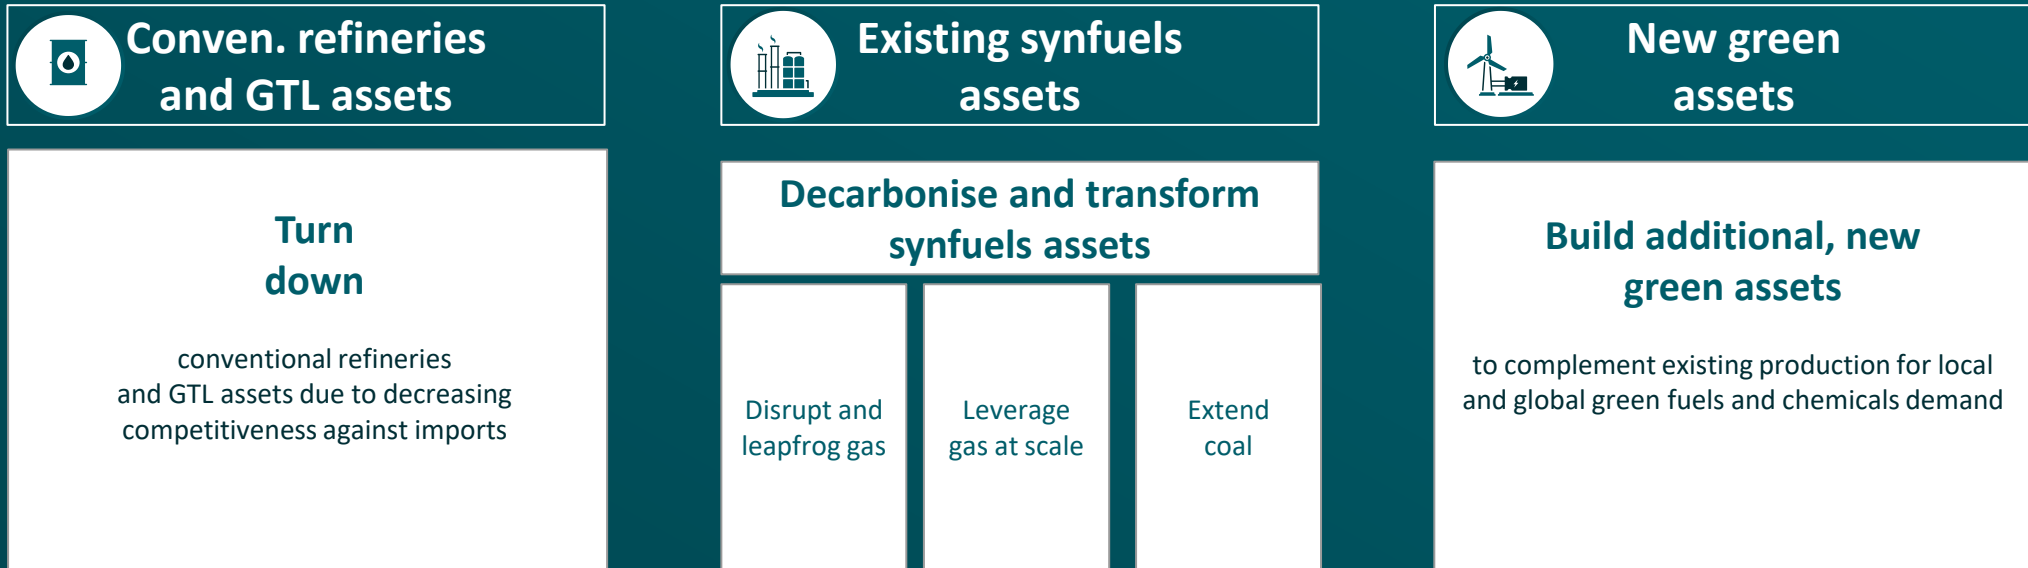 Conven. refineries
and GTL assets
Turn
down
conventional refineries
and GTL assets due to decreasing
competitiveness against imports
Existing synfuels
assets
Decarbonise and transform
synfuels assets
Disrupt and
leapfrog gas
Leverage
gas at scale
Extend
coal
New green
assets
Build additional, new
green assets
to complement existing production for local
and global green fuels and chemicals demand